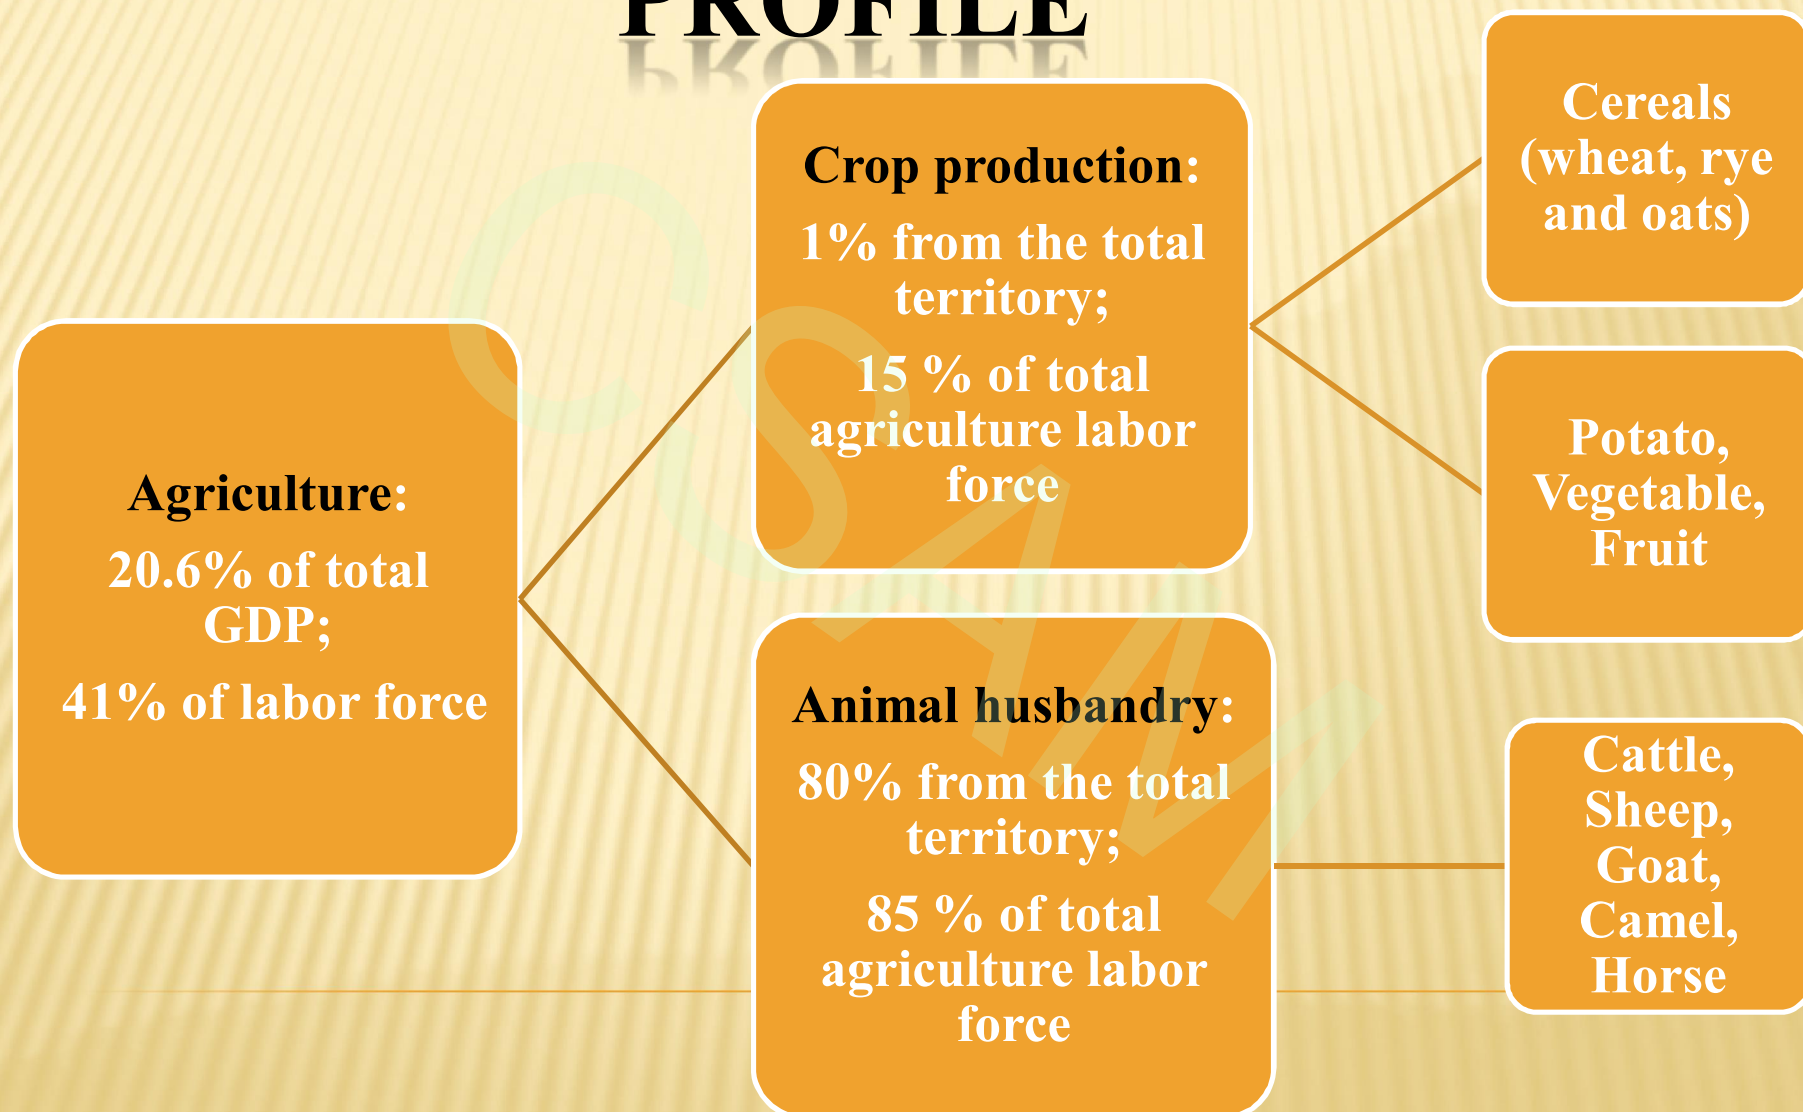 PROFILE
Agriculture:
20.6% of total
GDP;
41% of labor force
Crop production:
1% from the total
territory;
15 % of total
agriculture labor
force
Animal husbandry:
80% from the total
territory;
85 % of total
agriculture labor
force
Cereals
(wheat, rye
and oats)
Potato,
Vegetable,
Fruit
Cattle,
Sheep,
Goat,
Camel,
Horse
CSAM